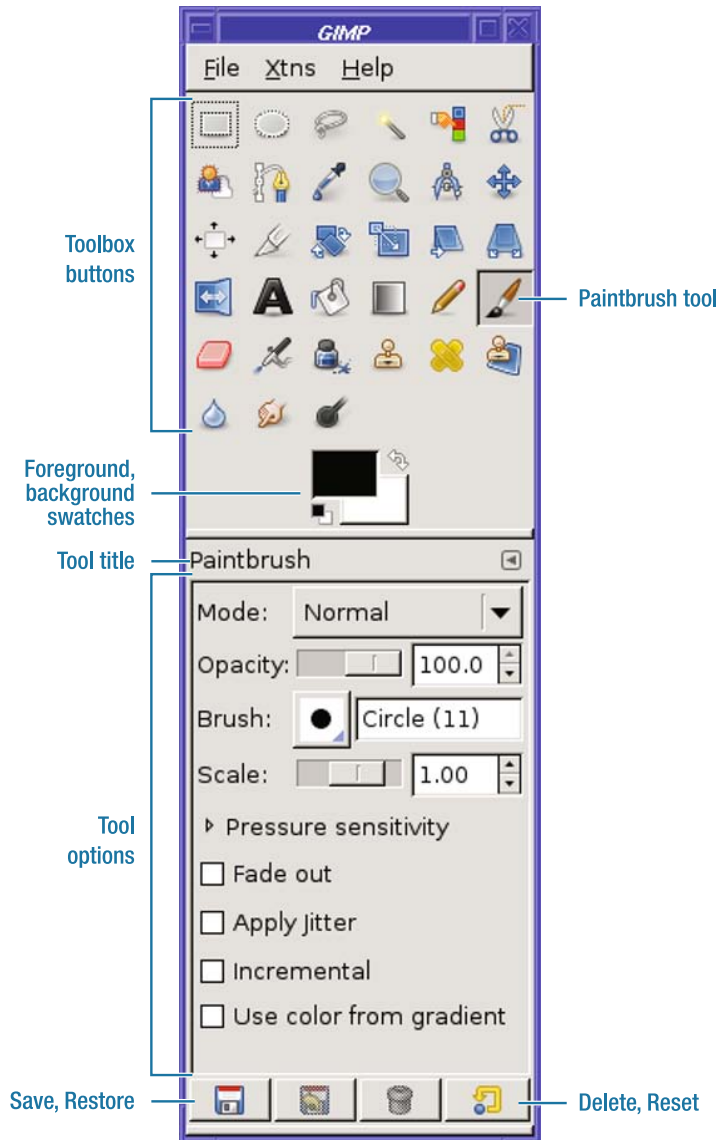 GIMP
File Xtns Help
Toolbox
buttons
Paintbrush tool
Foreground,
background
swatches
Tool title
Paintbrush
Mode: Normal
Opacity: 100.0
Brush: Circle (11)
Scale: 1.00
Tool
options
Pressure sensitivity
Fade out
Apply Jitter
Incremental
Use color from gradient
Save, Restore
Delete, Reset